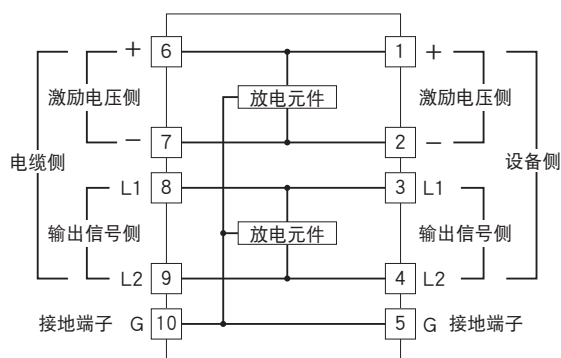 + 6 1 +
激励电压侧 放电元件 激励电压侧
− 7 2 −
电缆侧 设备侧
L1 8 3 L1
输出信号侧 放电元件 输出信号侧
L2 9 4 L2
接地端子 G 10 5 G 接地端子